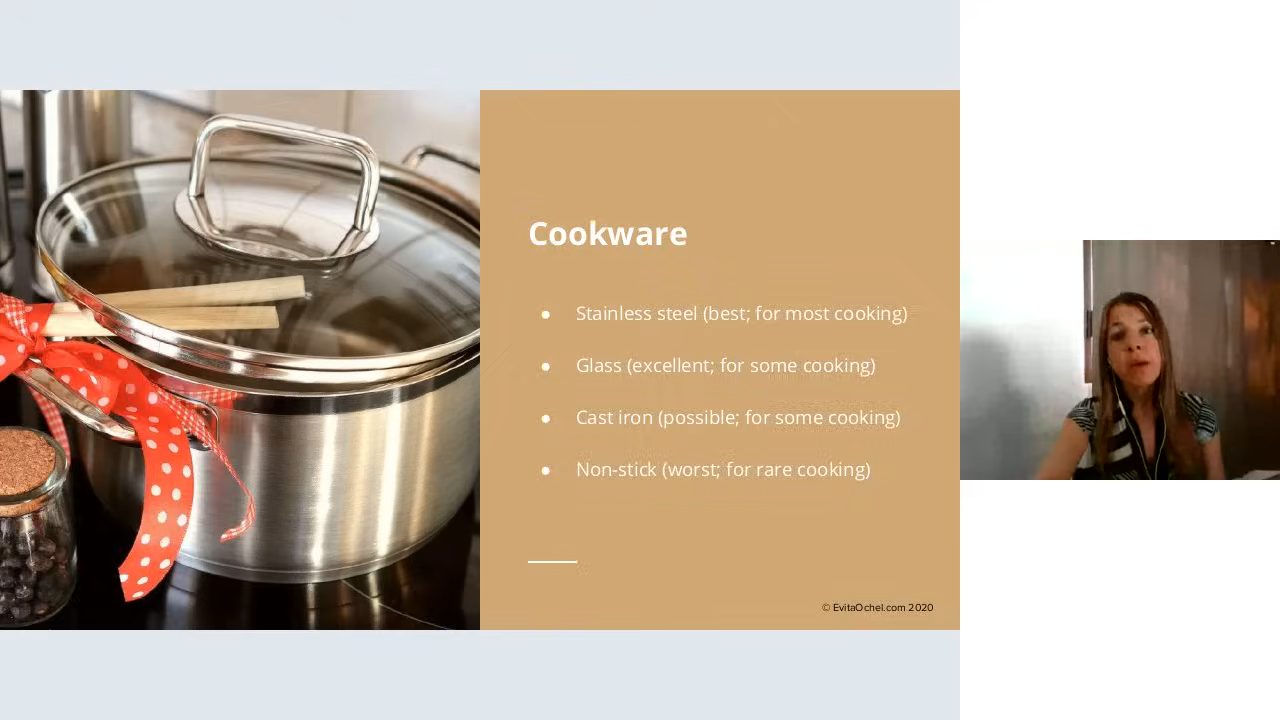 Cookware
● Stainless steel (best; for most cooking)
● Glass (excellent; for some cooking)
● Cast iron (possible; for some cooking)
● Non-stick (worst; for rare cooking)
© EvitaOchel.com 2020